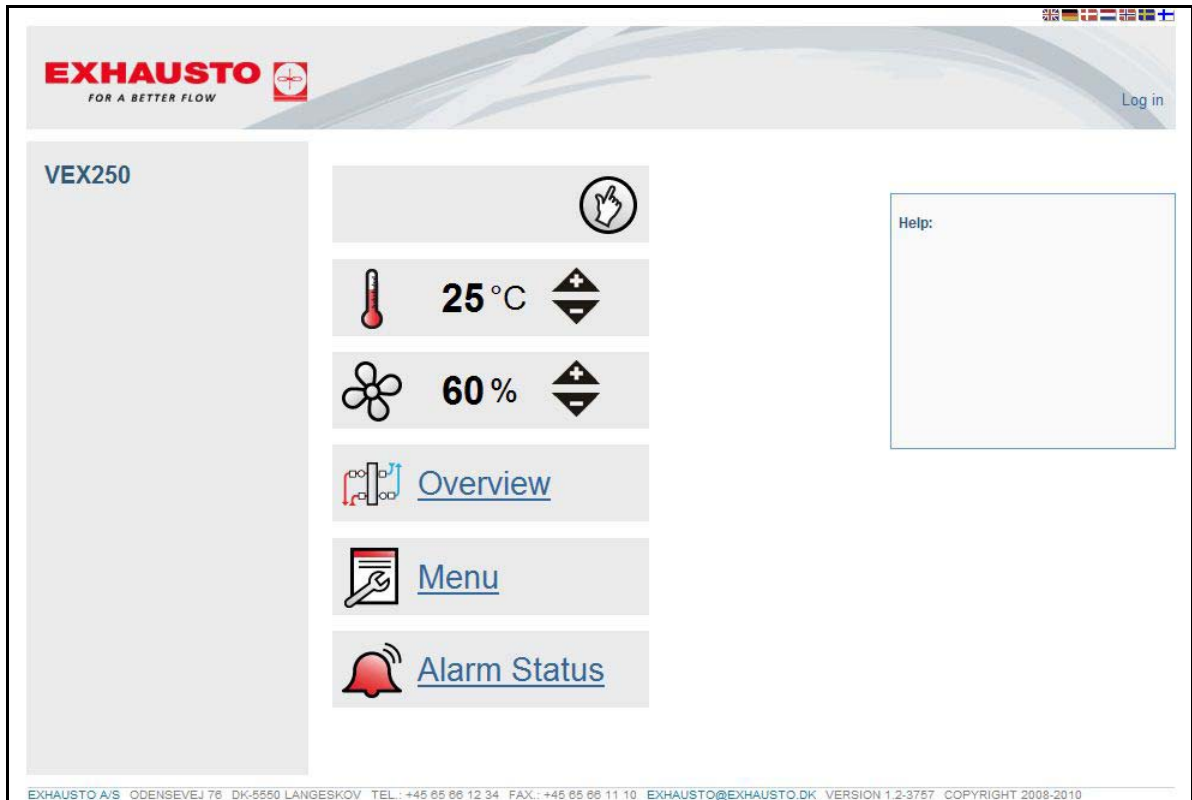 EXHAUSTO
FOR A BETTER FLOW
Log in
VEX250
Help:
25 °C
60 %
Overview
Menu
Alarm Status
EXHAUSTO A/S ODENSEVEJ 76 DK-5550 LANGESKOV TEL.: +45 65 66 12 34 FAX.: +45 65 66 11 10 EXHAUSTO@EXHAUSTO.DK VERSION 1.2-3757 COPYRIGHT 2008-2010